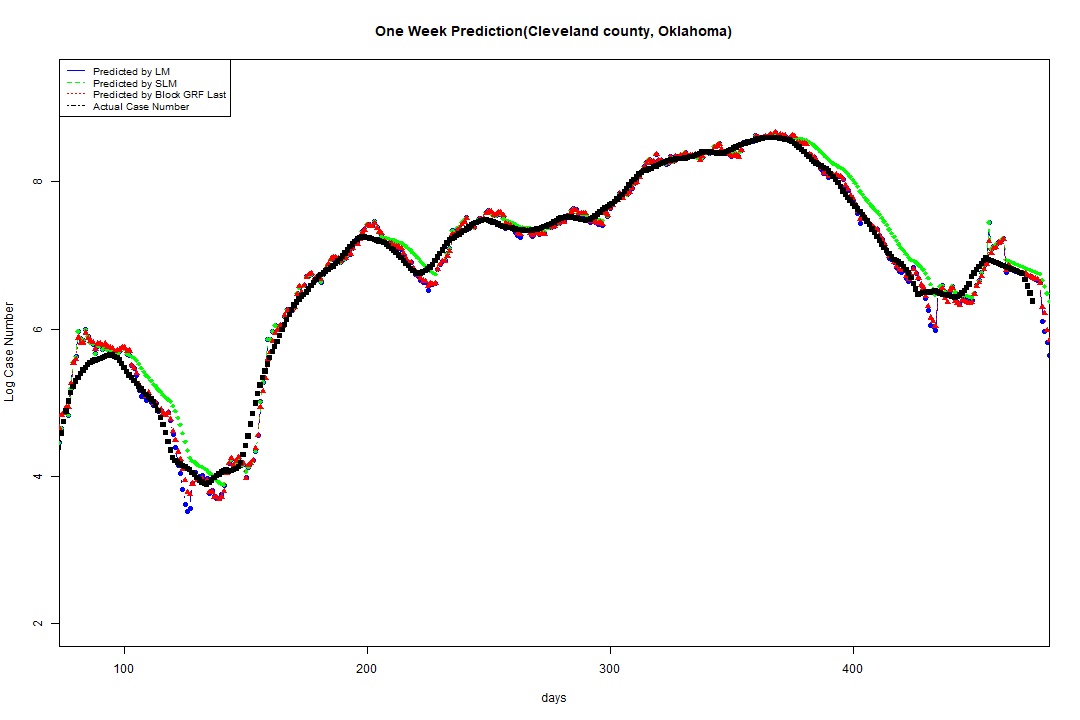 One Week Prediction(Cleveland county, Oklahoma)
Predicted by LM
Predicted by SLM
Predicted by Block GRF Last
Actual Case Number
Log Case Number
8
6
4
2
100 200 300 400
days